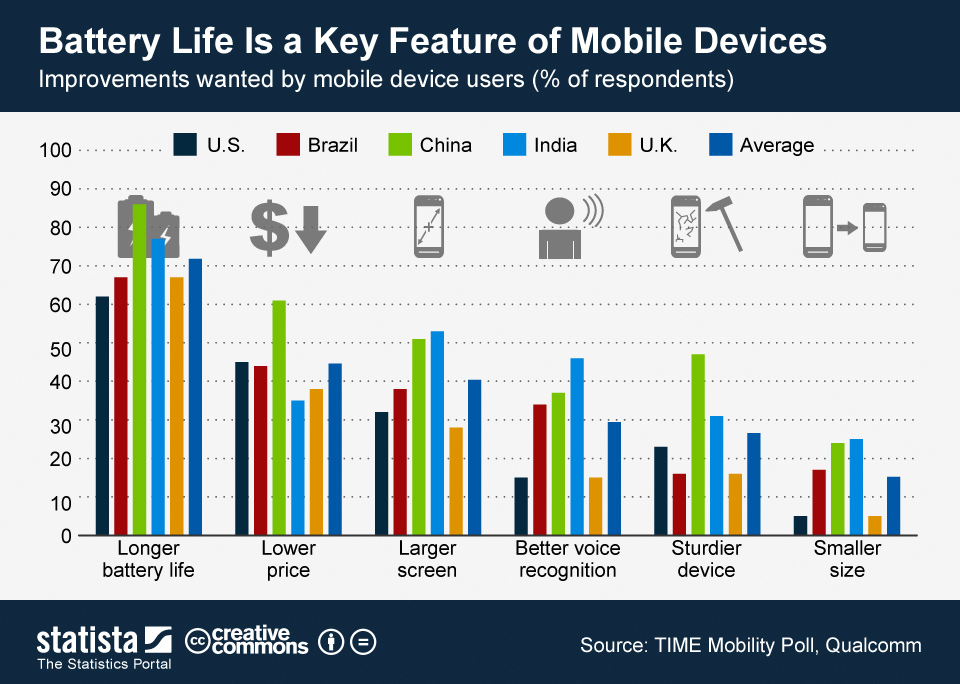 Battery Life Is a Key Feature of Mobile Devices
Improvements wanted by mobile device users (% of respondents)
U.S. Brazil China India U.K. Average
100
90
80
70
60
50
40
30
20
10
0
Longer battery life
Lower price
Larger screen
Better voice recognition
Sturdier device
Smaller size
statista
The Statistics Portal
cc creative commons
Source: TIME Mobility Poll, Qualcomm